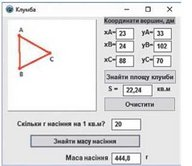 Клумба
Координати вершин, дм
A
B
C
xA= 23 yA= 33
xB= 24 yB= 102
xC= 88 yC= 70
Знайти площу клумби
S = 22,24 кв.м
Очистити
Скільки г насіння на 1 кв.м? 20
Знайти масу насіння
Маса насіння 444,8 г